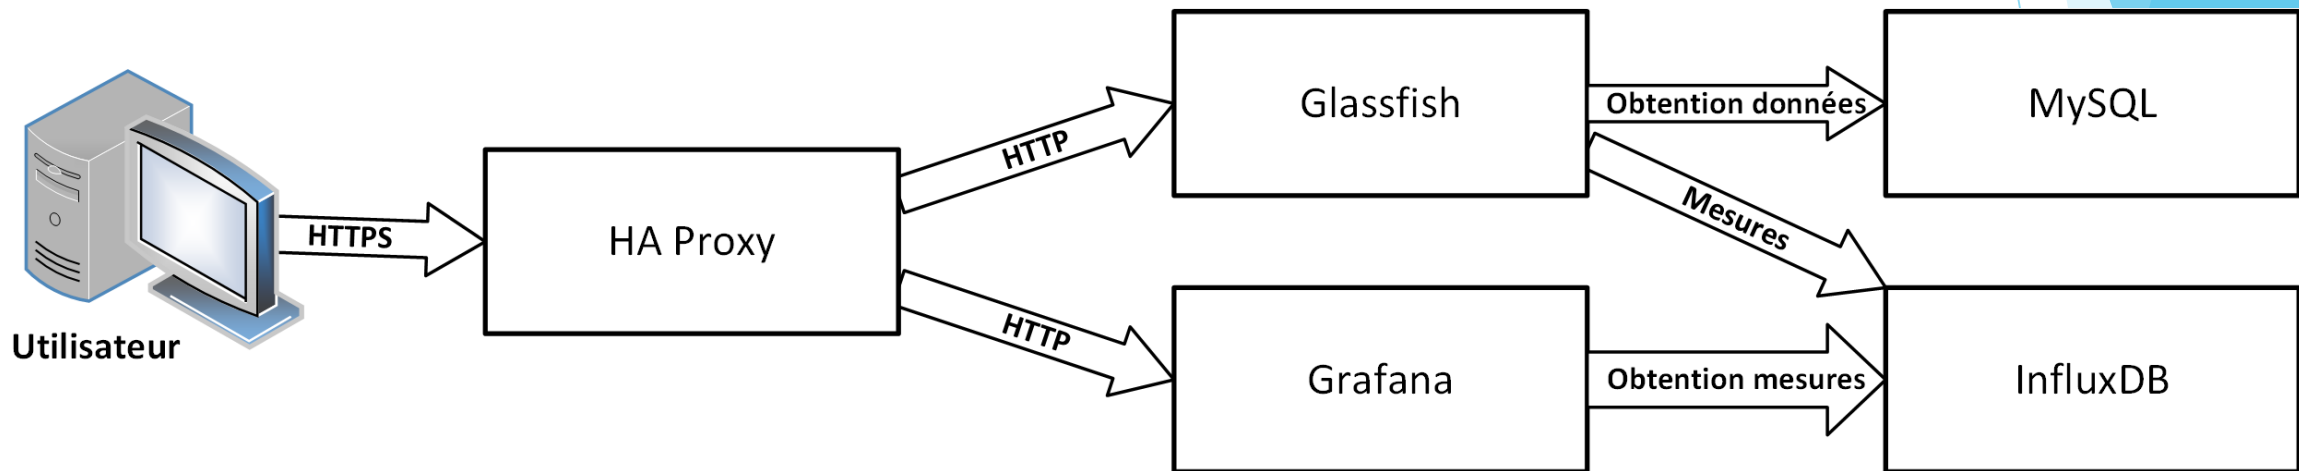 Utilisateur
HTTPS
HA Proxy
HTTP
HTTP
Glassfish
Grafana
Obtention données
Mesures
Obtention mesures
MySQL
InfluxDB